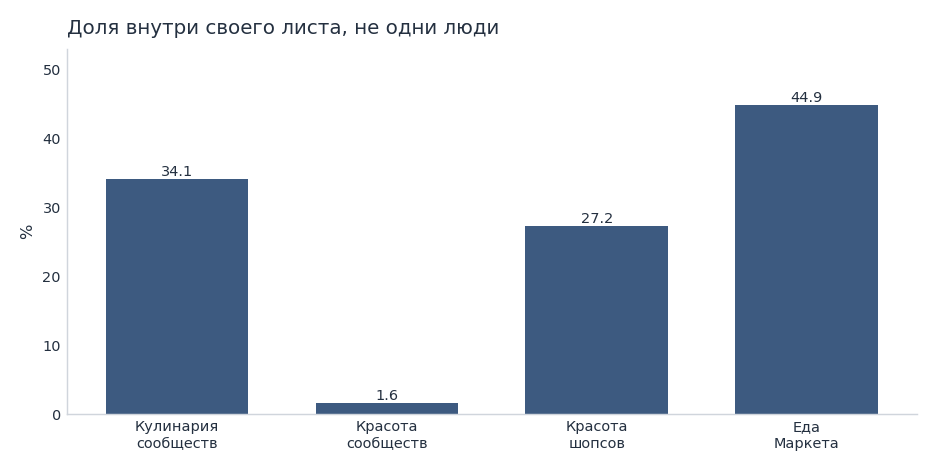 Доля внутри своего листа, не одни люди
%
50
40
30
20
10
0
34.1
1.6
27.2
44.9
Кулинария
сообществ
Красота
сообществ
Красота
шопсов
Еда
Маркета